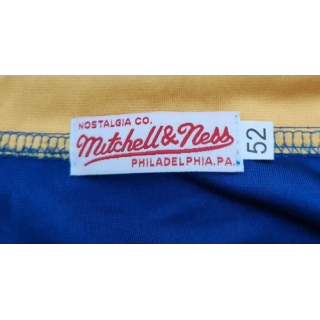 NOSTALGIA CO.
Mitchell & Ness
PHILADELPHIA, PA.
52